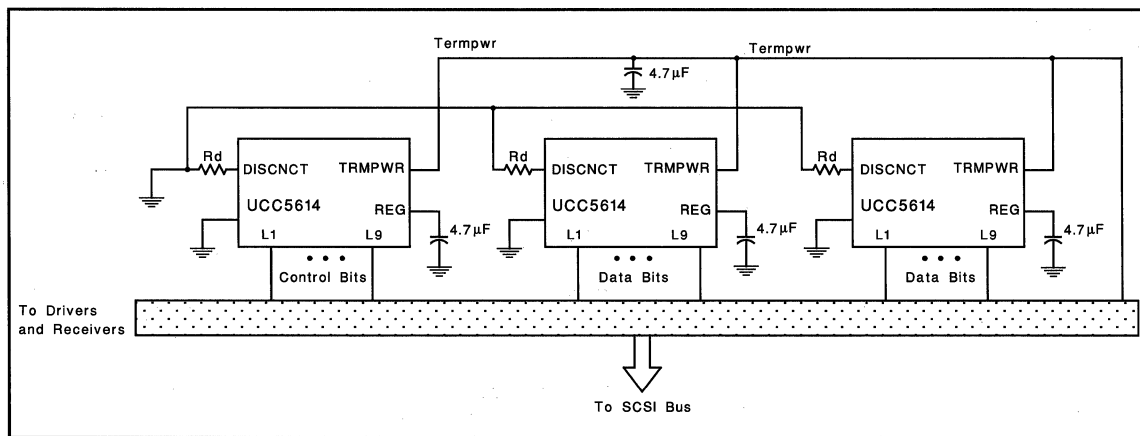 Termpwr
Termpwr
4.7µF
Rd
DISCNCT
TRMPWR
UCC5614
REG
L1
L9
4.7µF
Control Bits
Rd
DISCNCT
TRMPWR
UCC5614
REG
L1
L9
4.7µF
Data Bits
Rd
DISCNCT
TRMPWR
UCC5614
REG
L1
L9
4.7µF
Data Bits
To Drivers
and Receivers
To SCSI Bus